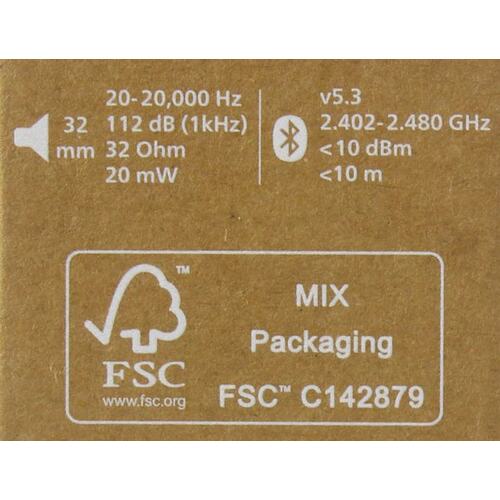 32
mm
20-20,000 Hz
112 dB (1kHz)
32 Ohm
20 mW
v5.3
2.402-2.480 GHz
<10 dBm
<10 m
™
FSC
www.fsc.org
MIX
Packaging
FSC™ C142879